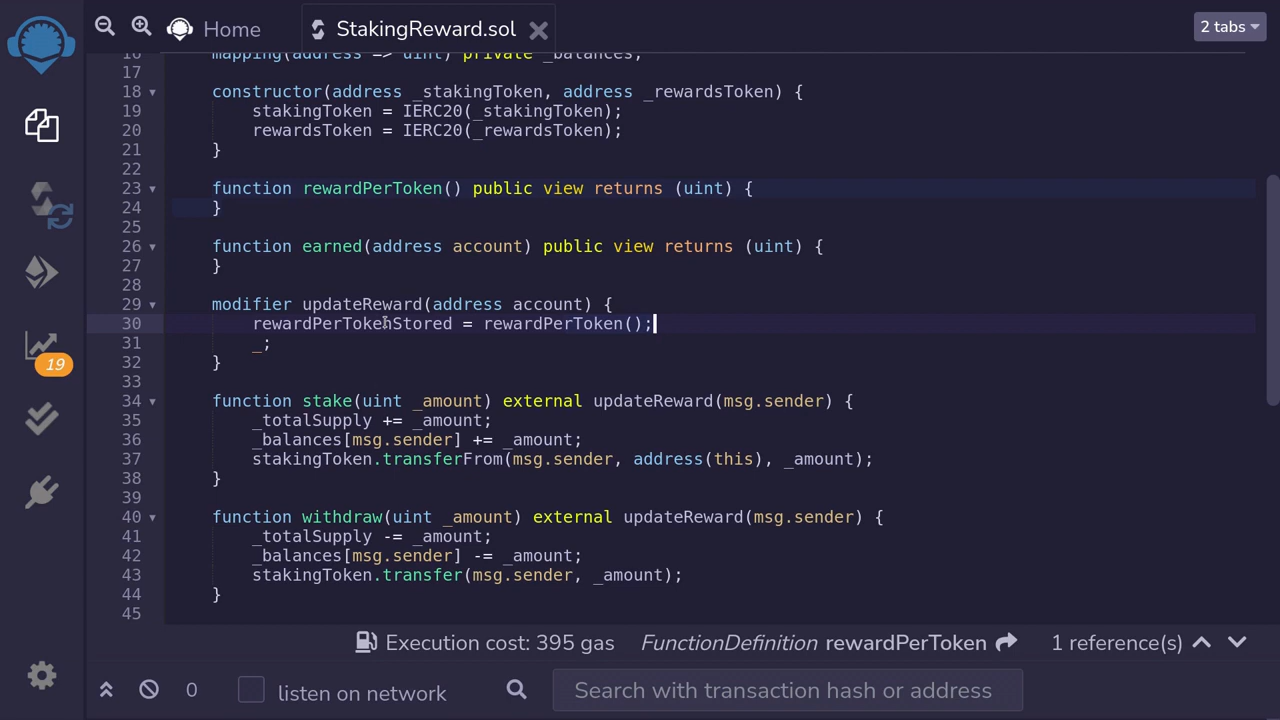 Home
StakingReward.sol
2 tabs
16 mapping(address => uint) private _balances;
17
18 constructor(address _stakingToken, address _rewardsToken) {
19 stakingToken = IERC20(_stakingToken);
20 rewardsToken = IERC20(_rewardsToken);
21 }
22
23 function rewardPerToken() public view returns (uint) {
24 }
25
26 function earned(address account) public view returns (uint) {
27 }
28
29 modifier updateReward(address account) {
30 rewardPerTokenStored = rewardPerToken();
31 _;
32 }
33
34 function stake(uint _amount) external updateReward(msg.sender) {
35 _totalSupply += _amount;
36 _balances[msg.sender] += _amount;
37 stakingToken.transferFrom(msg.sender, address(this), _amount);
38 }
39
40 function withdraw(uint _amount) external updateReward(msg.sender) {
41 _totalSupply -= _amount;
42 _balances[msg.sender] -= _amount;
43 stakingToken.transfer(msg.sender, _amount);
44 }
45
19
Execution cost: 395 gas FunctionDefinition rewardPerToken 1 reference(s)
0 listen on network Search with transaction hash or address